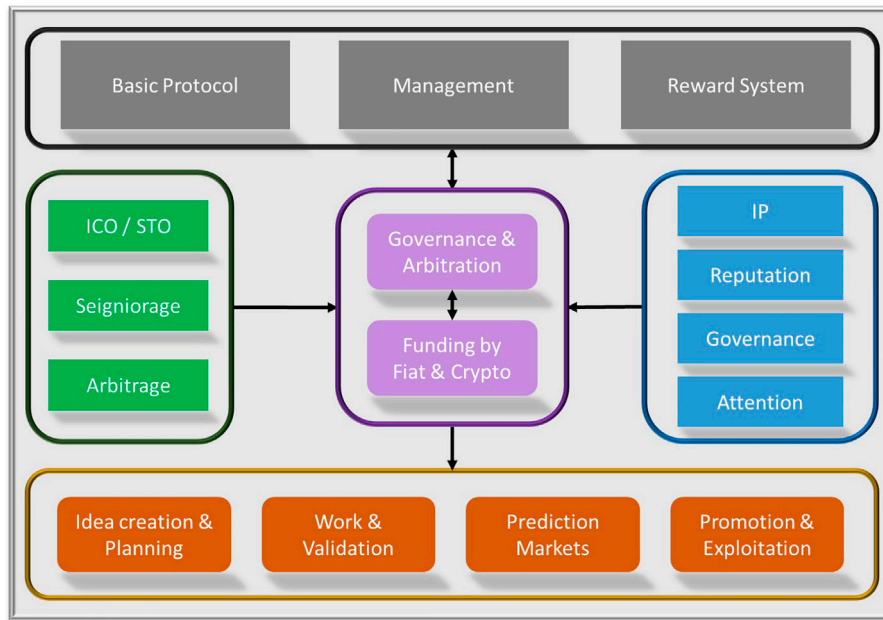 Basic Protocol
Management
Reward System
ICO / STO
Seigniorage
Arbitrage
Governance &
Arbitration
Funding by
Fiat & Crypto
IP
Reputation
Governance
Attention
Idea creation &
Planning
Work &
Validation
Prediction
Markets
Promotion &
Exploitation